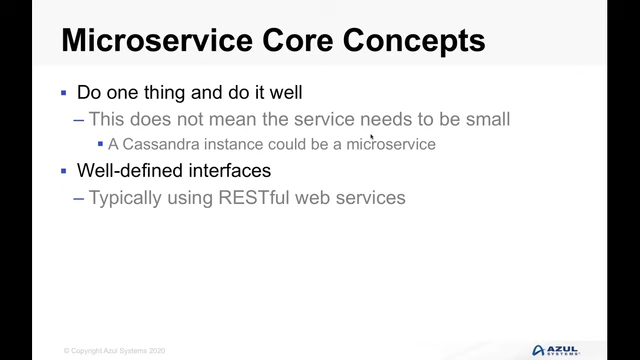 Microservice Core Concepts
Do one thing and do it well
– This does not mean the service needs to be small
A Cassandra instance could be a microservice
Well-defined interfaces
– Typically using RESTful web services
© Copyright Azul Systems 2020
AZUL
SYSTEMS